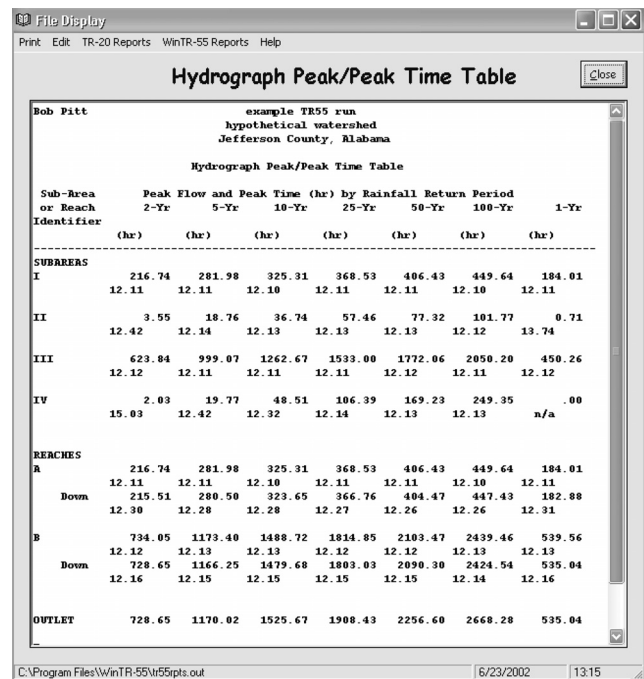 File Display
Print Edit TR-20 Reports WinTR-55 Reports Help
Hydrograph Peak/Peak Time Table
Close
Bob Pitt example TR55 run
hypothetical watershed
Jefferson County, Alabama
Hydrograph Peak/Peak Time Table
Sub-Area Peak Flow and Peak Time (hr) by Rainfall Return Period
or Reach 2-Yr 5-Yr 10-Yr 25-Yr 50-Yr 100-Yr 1-Yr
Identifier
(hr) (hr) (hr) (hr) (hr) (hr) (hr)
SUBAREAS
I 216.74 281.98 325.31 368.53 406.43 449.64 184.01
12.11 12.11 12.10 12.11 12.11 12.10 12.11
II 3.55 18.76 36.74 57.46 77.32 101.77 0.71
12.42 12.14 12.13 12.13 12.13 12.12 13.74
III 623.84 999.07 1262.67 1533.00 1772.06 2050.20 450.26
12.12 12.11 12.11 12.11 12.12 12.11 12.12
IV 2.03 19.77 48.51 106.39 169.23 249.35 .00
15.03 12.42 12.32 12.14 12.13 12.13 n/a
REACHES
A 216.74 281.98 325.31 368.53 406.43 449.64 184.01
12.11 12.11 12.10 12.11 12.11 12.10 12.11
Down 215.51 280.50 323.65 366.76 404.47 447.43 182.88
12.30 12.28 12.28 12.27 12.26 12.26 12.31
B 734.05 1173.40 1488.72 1814.85 2103.47 2439.46 539.56
12.12 12.13 12.13 12.12 12.12 12.13 12.13
Down 728.65 1166.25 1479.68 1803.03 2090.30 2424.54 535.04
12.16 12.15 12.15 12.15 12.15 12.14 12.16
OUTLET 728.65 1170.02 1525.67 1908.43 2256.60 2668.28 535.04
C:\Program Files\WinTR-55\tr55rpts.out 6/23/2002 13:15